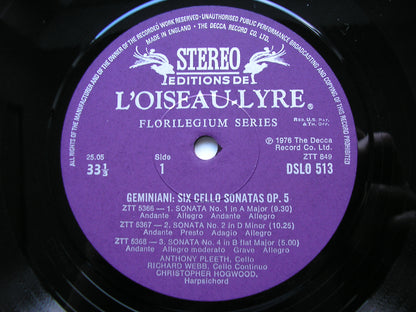 ALL RIGHTS OF THE MANUFACTURER AND OF THE OWNER OF THE RECORDED WORK RESERVED · UNAUTHORISED PUBLIC PERFORMANCE BROADCASTING AND COPYING OF THIS RECORD PROHIBITED
MADE IN ENGLAND · THE DECCA RECORD CO. LTD.
STEREO
EDITIONS DE
L'OISEAU-LYRE®
FLORILEGIUM SERIES
Reg. U.S. Pat.
& Tm. Off.
℗ 1976 The Decca
Record Co. Ltd.
ZTT 849
25.05
33⅓
Side
1
DSLO 513
GEMINIANI: SIX CELLO SONATAS OP. 5
ZTT 5366 — 1. SONATA No. 1 in A Major (9.30)
Andante Allegro Andante Allegro
ZTT 5367 — 2. SONATA No. 2 in D Minor (10.25)
Andante Presto Adagio Allegro
ZTT 5368 — 3. SONATA No. 4 in B flat Major (5.00)
Andante Allegro moderato Grave Allegro
ANTHONY PLEETH, Cello
RICHARD WEBB, Cello Continuo
CHRISTOPHER HOGWOOD,
Harpsichord